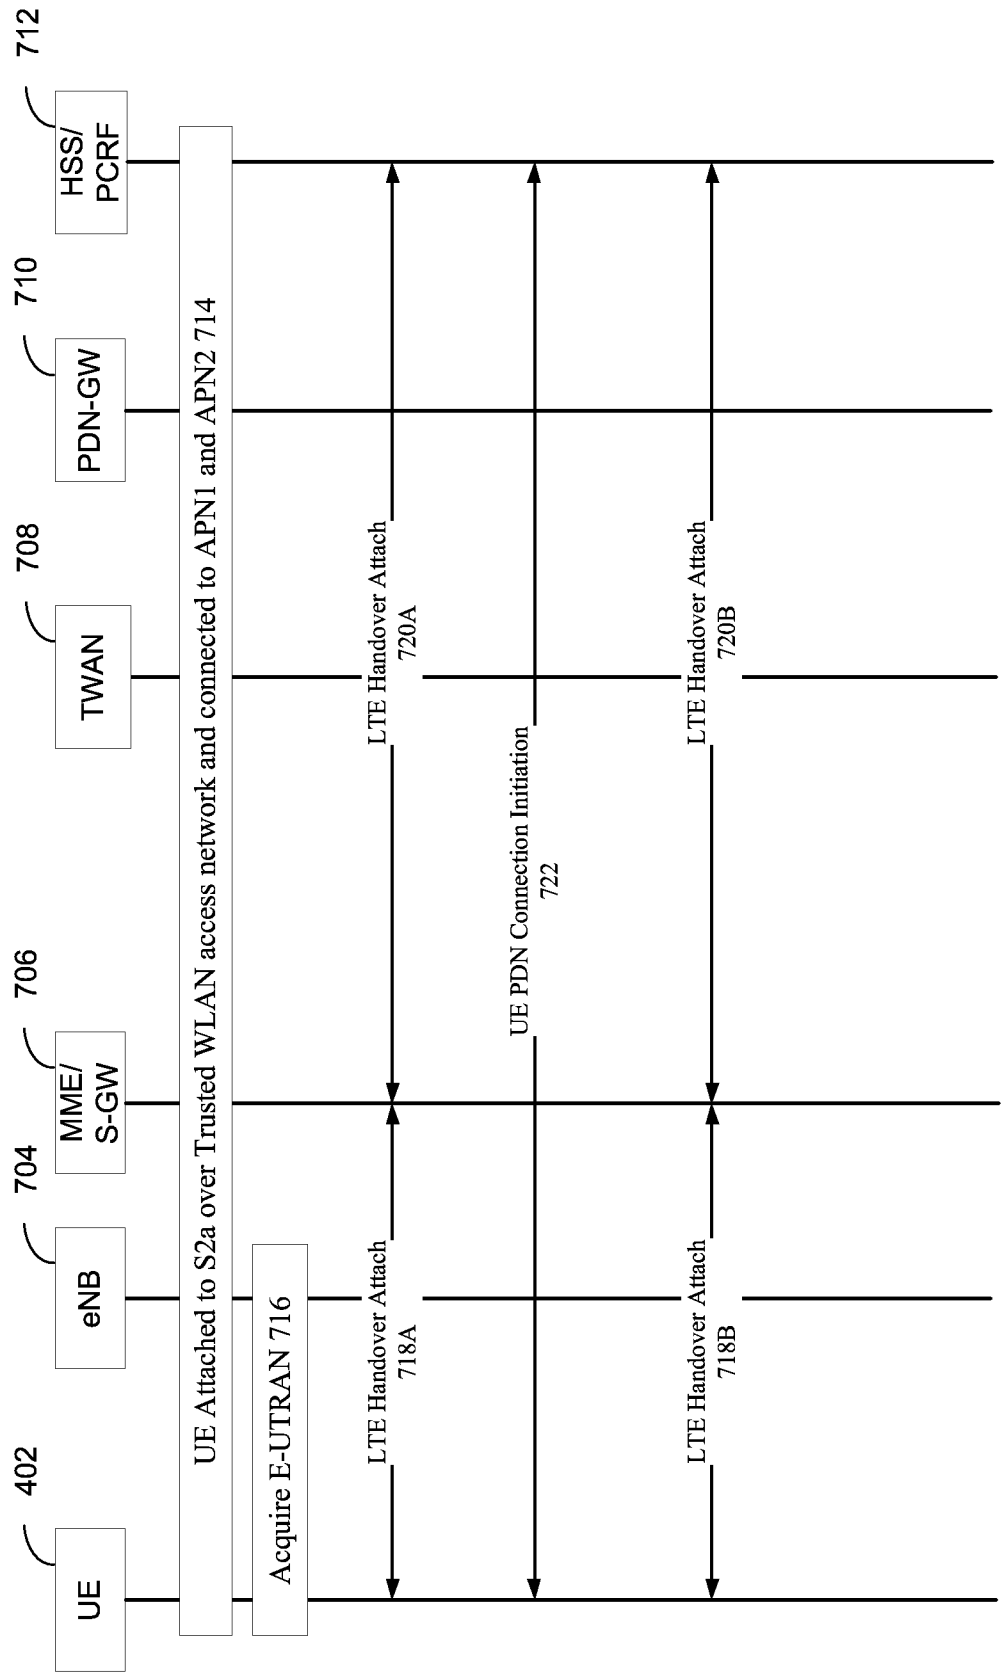 402
704
706
708
710
712
UE
eNB
MME/
S-GW
TWAN
PDN-GW
HSS/
PCRF
UE Attached to S2a over Trusted WLAN access network and connected to APN1 and APN2 714
Acquire E-UTRAN 716
LTE Handover Attach
718A
LTE Handover Attach
720A
UE PDN Connection Initiation
722
LTE Handover Attach
718B
LTE Handover Attach
720B